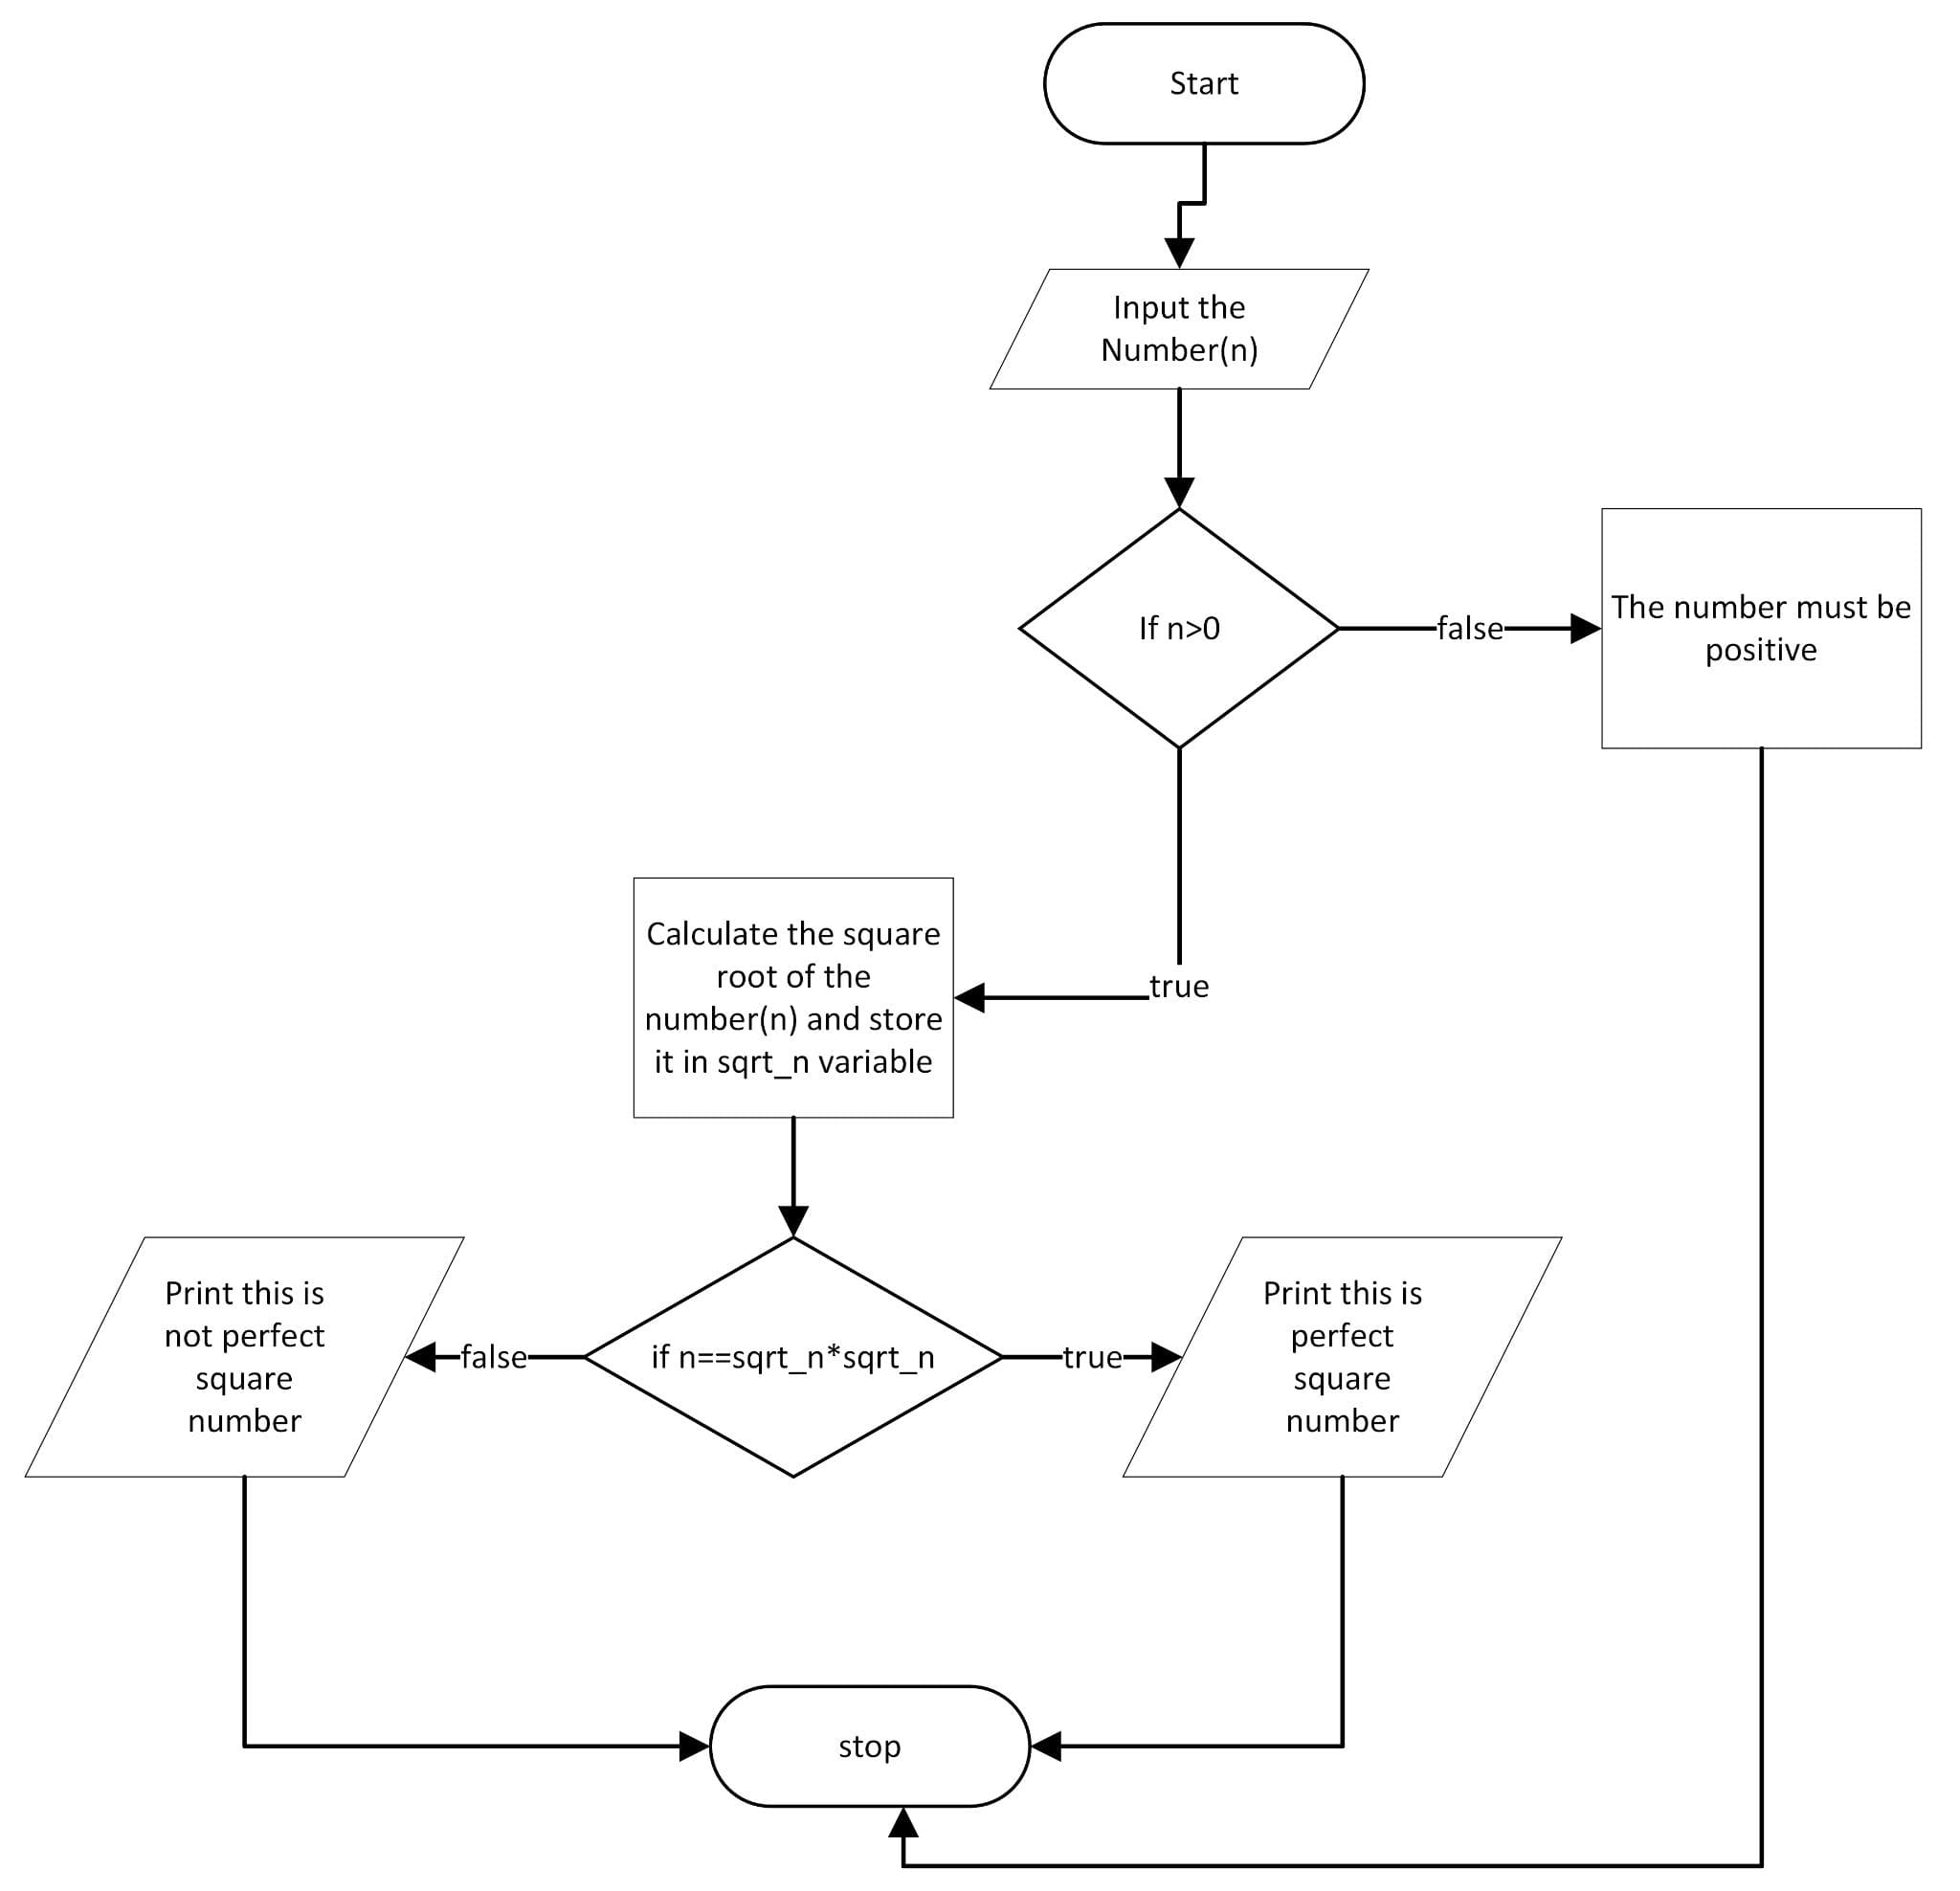 Start
Input the
Number(n)
If n>0
false
The number must be
positive
true
Calculate the square
root of the
number(n) and store
it in sqrt_n variable
Print this is
not perfect
square
number
false
if n==sqrt_n*sqrt_n
true
Print this is
perfect
square
number
stop